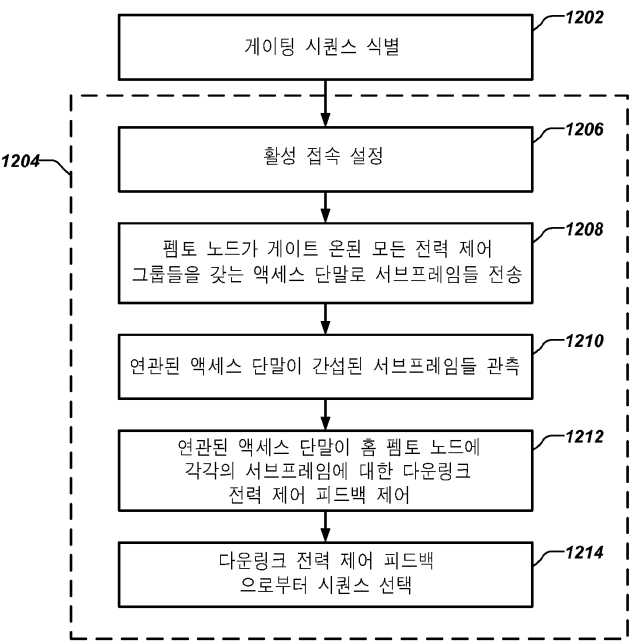 1202
게이팅 시퀀스 식별
1204
1206
활성 접속 설정
1208
펨토 노드가 게이트 온된 모든 전력 제어
그룹들을 갖는 액세스 단말로 서브프레임들 전송
1210
연관된 액세스 단말이 간섭된 서브프레임들 관측
1212
연관된 액세스 단말이 홈 펨토 노드에
각각의 서브프레임에 대한 다운링크
전력 제어 피드백 제어
1214
다운링크 전력 제어 피드백
으로부터 시퀀스 선택